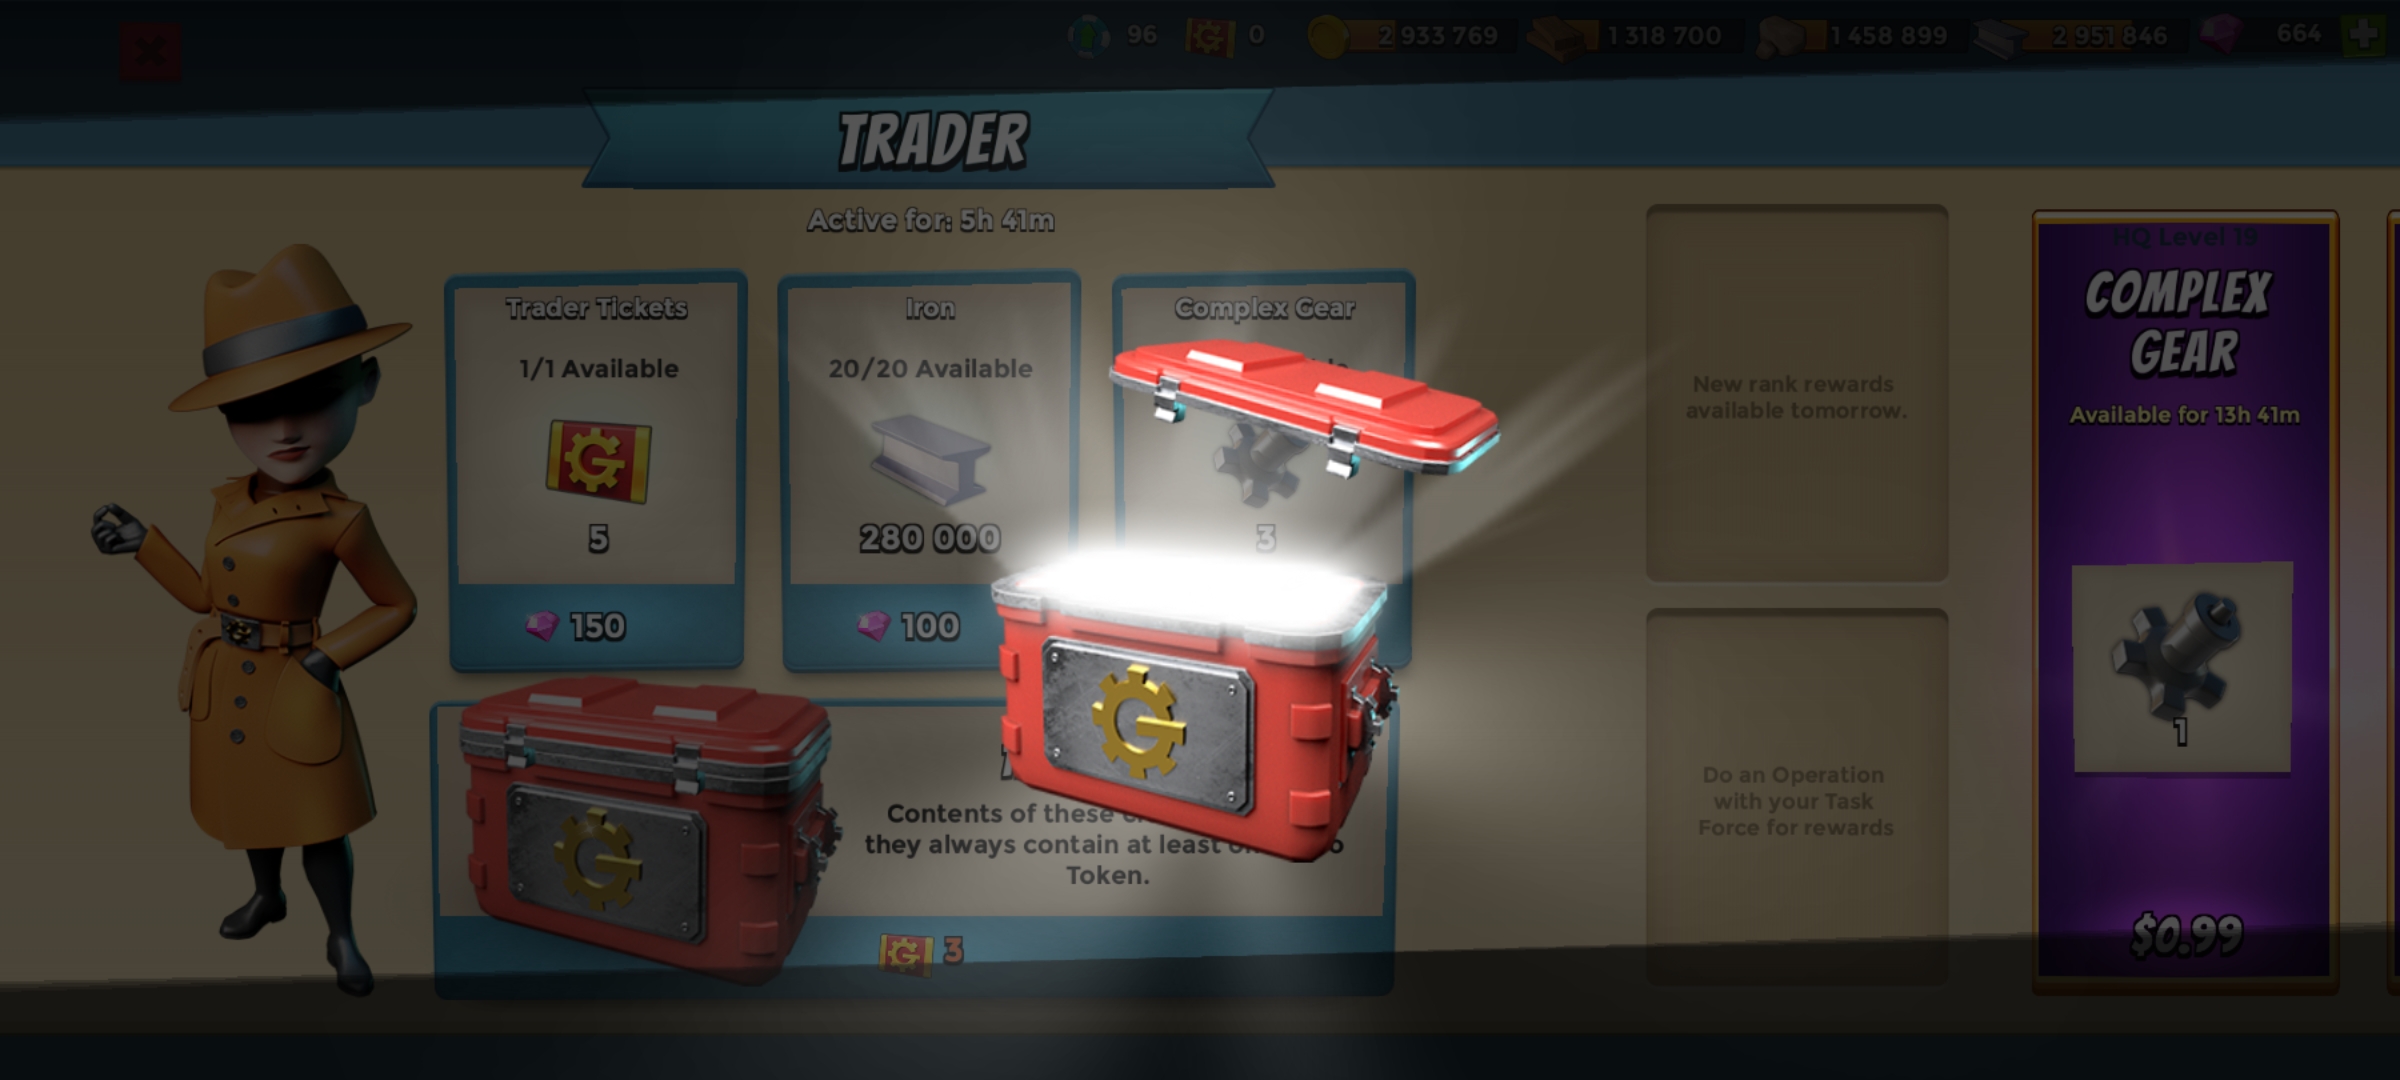 96 0 2 933 769 1 318 700 1 458 899 2 951 846 664
TRADER
Active for: 5h 41m
Trader Tickets
1/1 Available
5
150
Iron
20/20 Available
280 000
100
Complex Gear
3
Contents of these
they always contain at least
Token.
3
New rank rewards
available tomorrow.
Do an Operation
with your Task
Force for rewards
HQ Level 19
COMPLEX
GEAR
Available for 13h 41m
1
$0.99